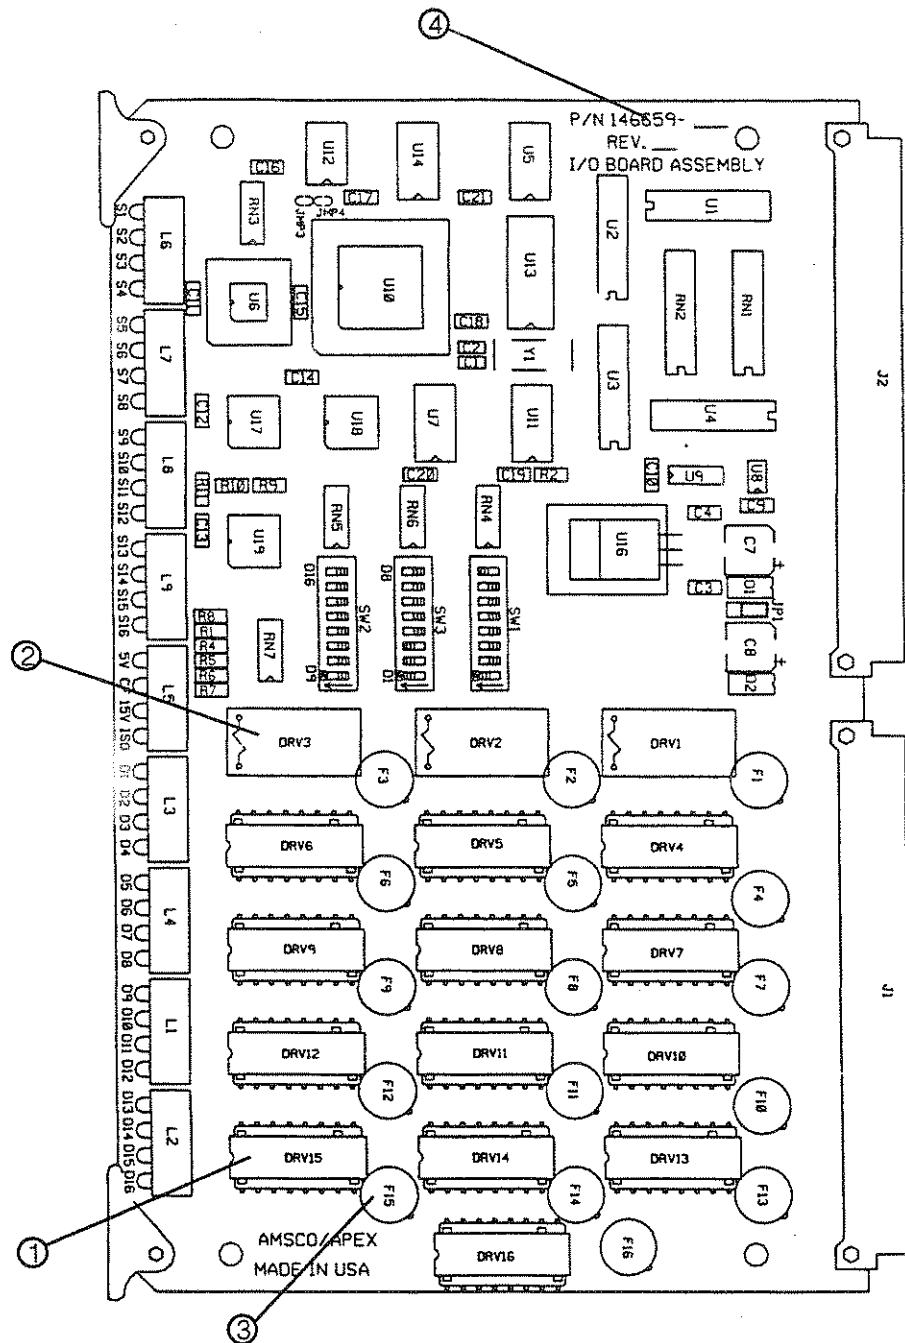 ④
P/N 146659-
REV.
I/O BOARD ASSEMBLY
U12
U14
U5
C16
RN3
JMP3
JMP4
C17
C21
U2
U1
S1
S2
S3
S4
L6
C11
U6
C15
U10
U13
RN2
RN1
C18
C2
C1
Y1
U3
J2
S5
S6
S7
S8
L7
C14
C12
U17
U18
U7
U11
U4
S9
S10
S11
S12
L8
R10
R9
C20
C19
R2
C10
U9
U8
C9
C13
U19
RN5
RN6
RN4
U16
C4
C7
+
S13
S14
S15
S16
L9
D16
D9
SW2
D8
D1
SW3
SW1
C3
D1
JP1
C8
+
D2
R8
R1
R4
R5
R6
R7
RN7
②
5V
15V
ISO
L5
DRV3
DRV2
DRV1
F3
F2
F1
D1
D2
D3
D4
L3
DRV6
DRV5
DRV4
F6
F5
F4
D5
D6
D7
D8
L4
DRV9
DRV8
DRV7
F9
F8
F7
J1
D9
D10
D11
D12
L1
DRV12
DRV11
DRV10
F12
F11
F10
D13
D14
D15
D16
L2
DRV15
DRV14
DRV13
F15
F14
F13
①
AMSCO/APEX
MADE IN USA
DRV16
F16
③